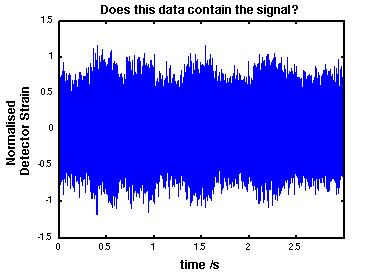 Does this data contain the signal?
1.5
1
0.5
0
-0.5
-1
-1.5
Normalised
Detector Strain
0 0.5 1 1.5 2 2.5
time /s